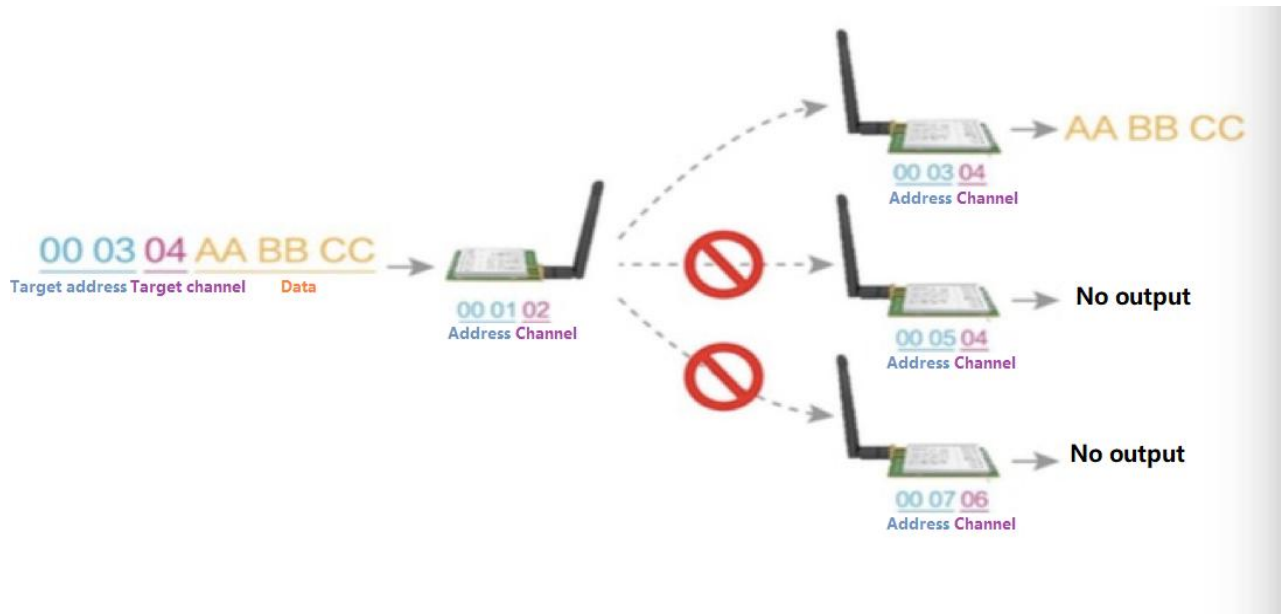 00 03 04 AA BB CC
Target address Target channel Data
00 01 02
Address Channel
00 03 04
Address Channel
AA BB CC
00 05 04
Address Channel
No output
00 07 06
Address Channel
No output